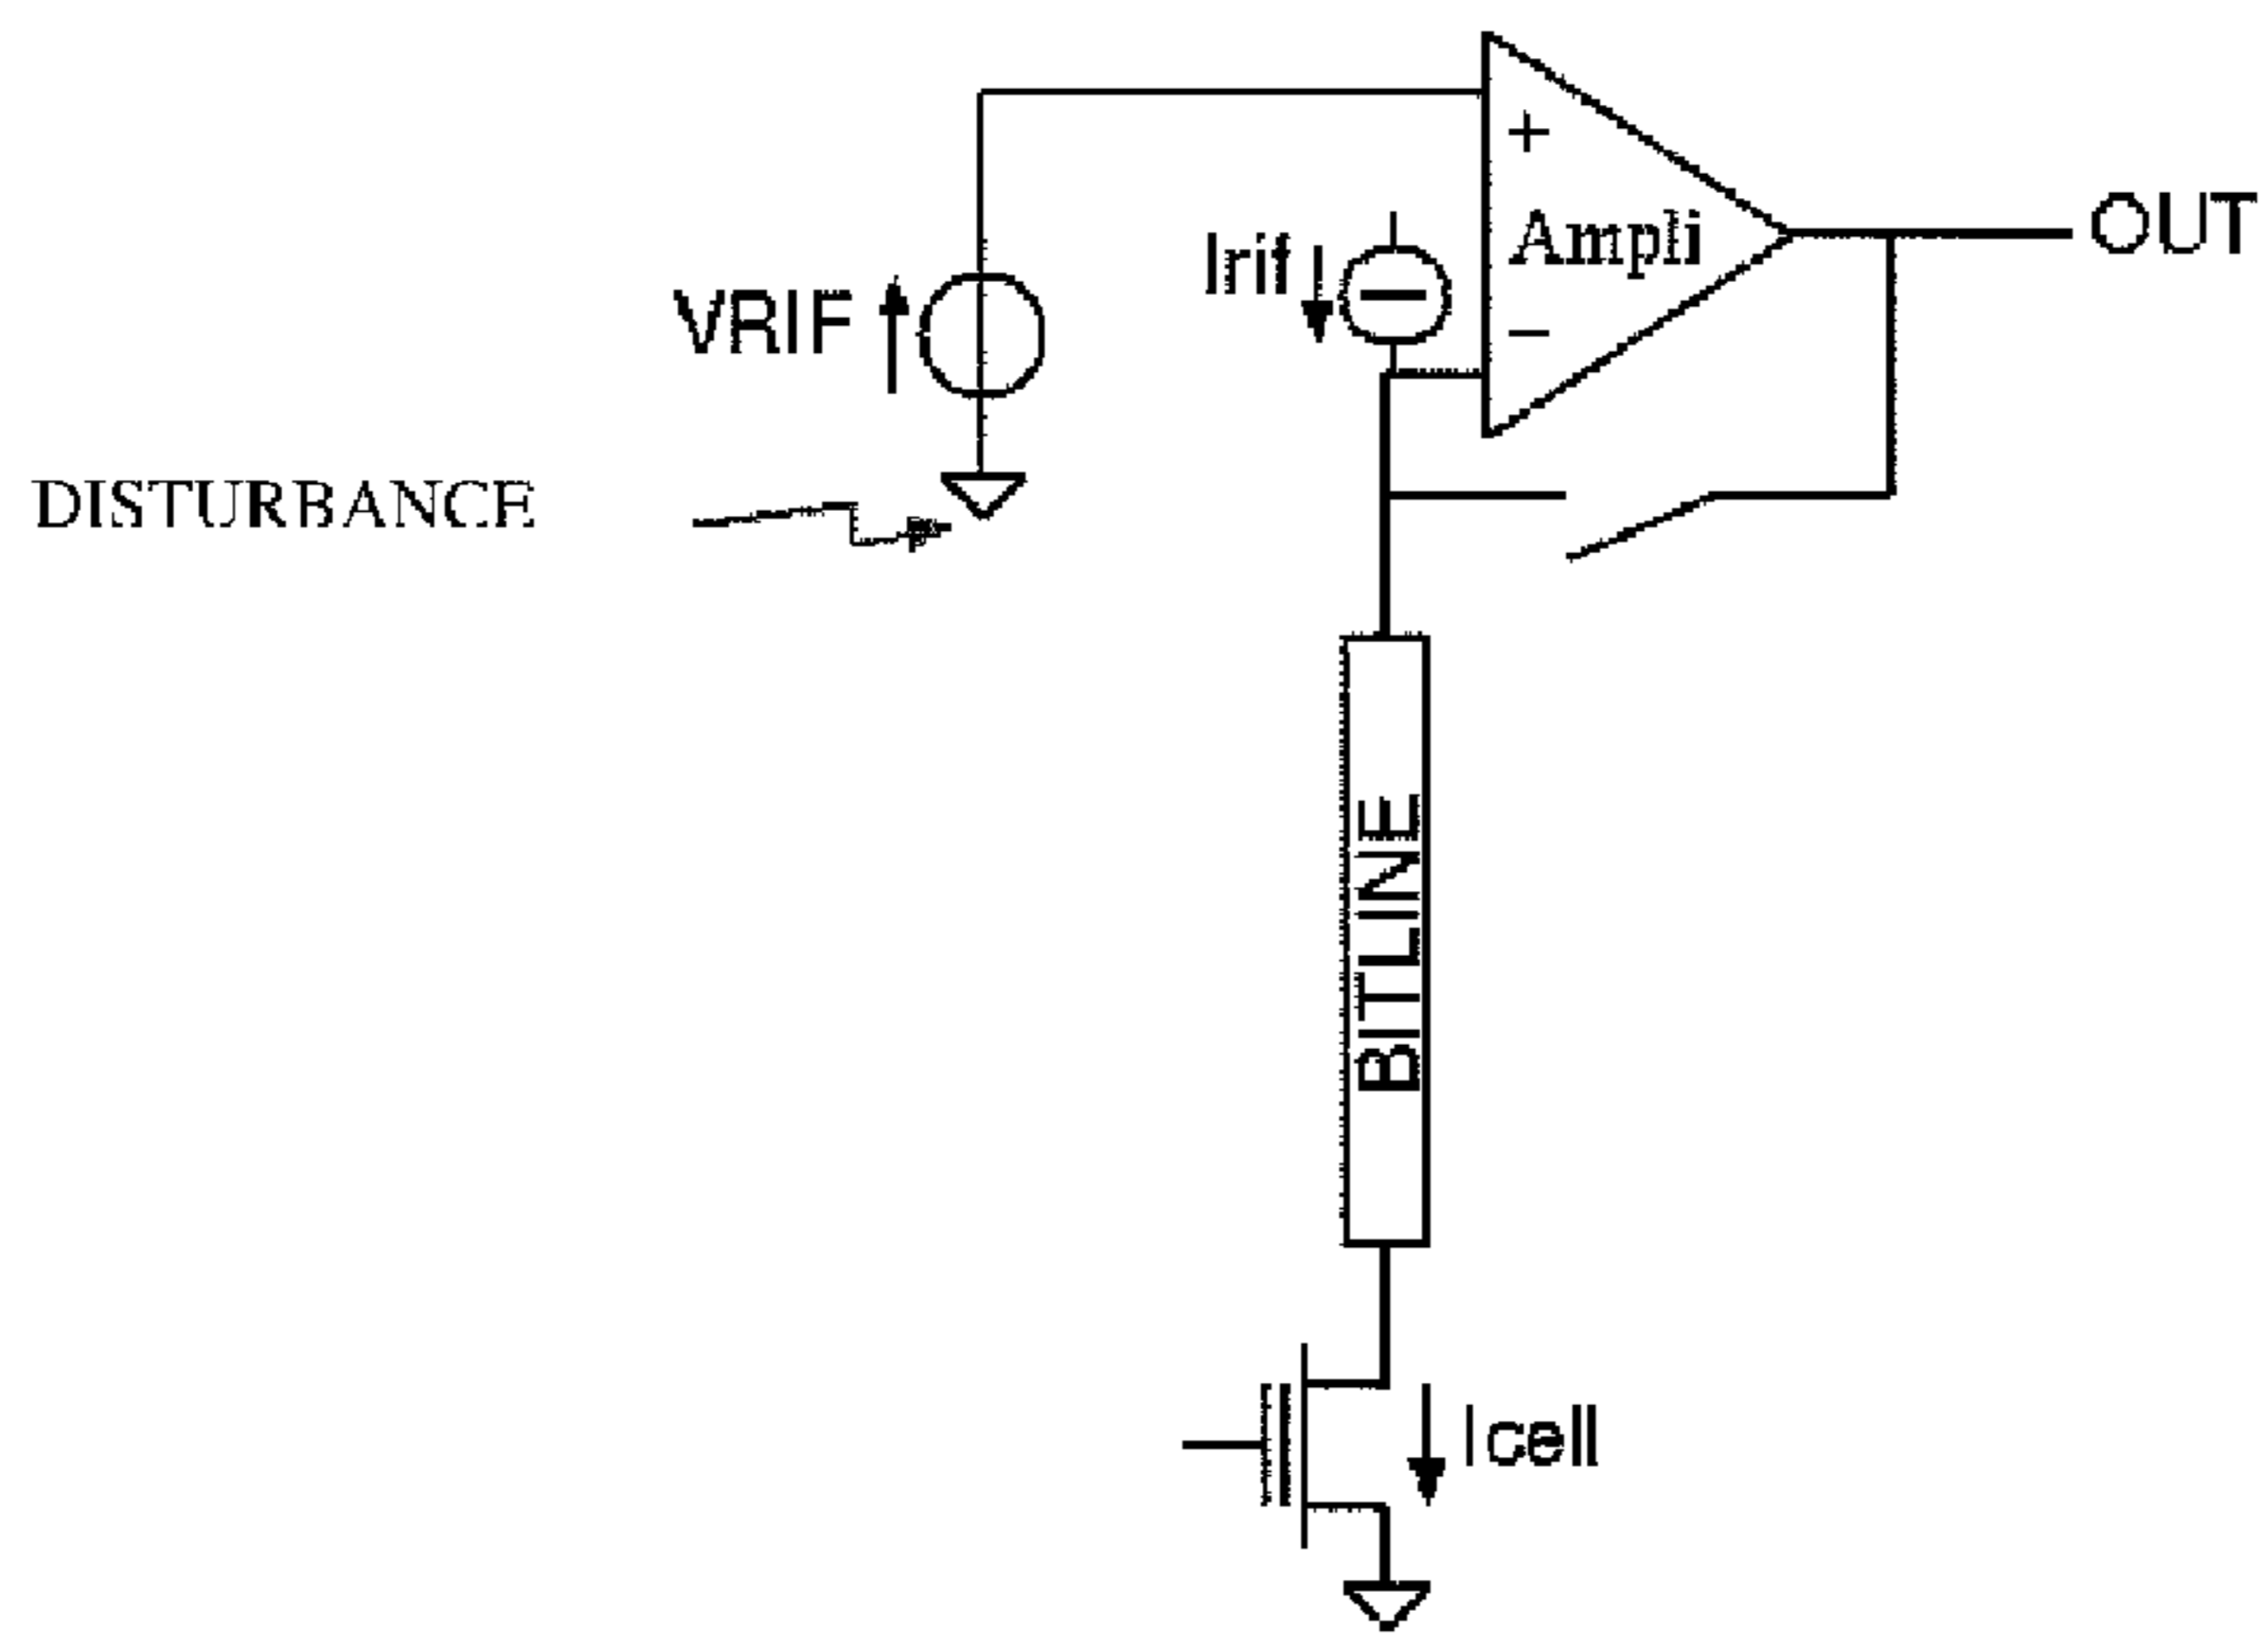 OUT
+
Ampli
Irif
VRIF
−
DISTURBANCE
BITLINE
Icell